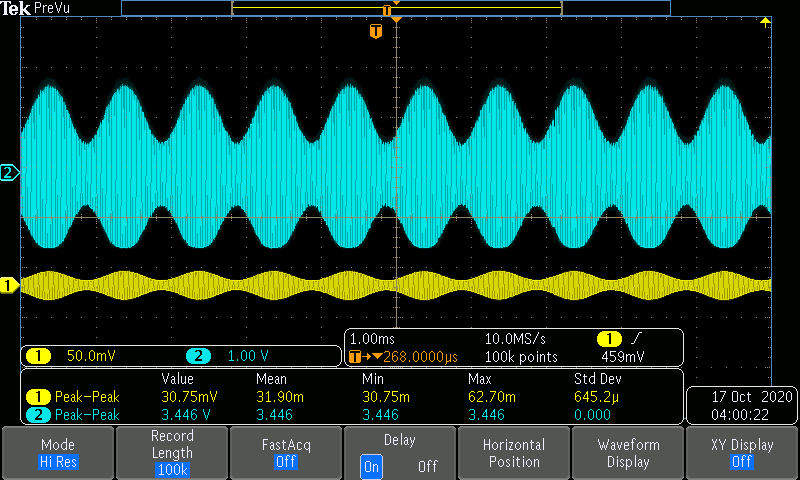 Tek PreVu
T
T
2
1
1 50.0mV 2 1.00 V
1.00ms 10.0MS/s 1
T→▼268.0000µs 100k points 459mV
Value Mean Min Max Std Dev
1 Peak-Peak 30.75mV 31.90m 30.75m 62.70m 645.2µ
2 Peak-Peak 3.446 V 3.446 3.446 3.446 0.000
17 Oct 2020
04:00:22
Mode
Hi Res
Record
Length
100k
FastAcq
Off
Delay
On Off
Horizontal
Position
Waveform
Display
XY Display
Off